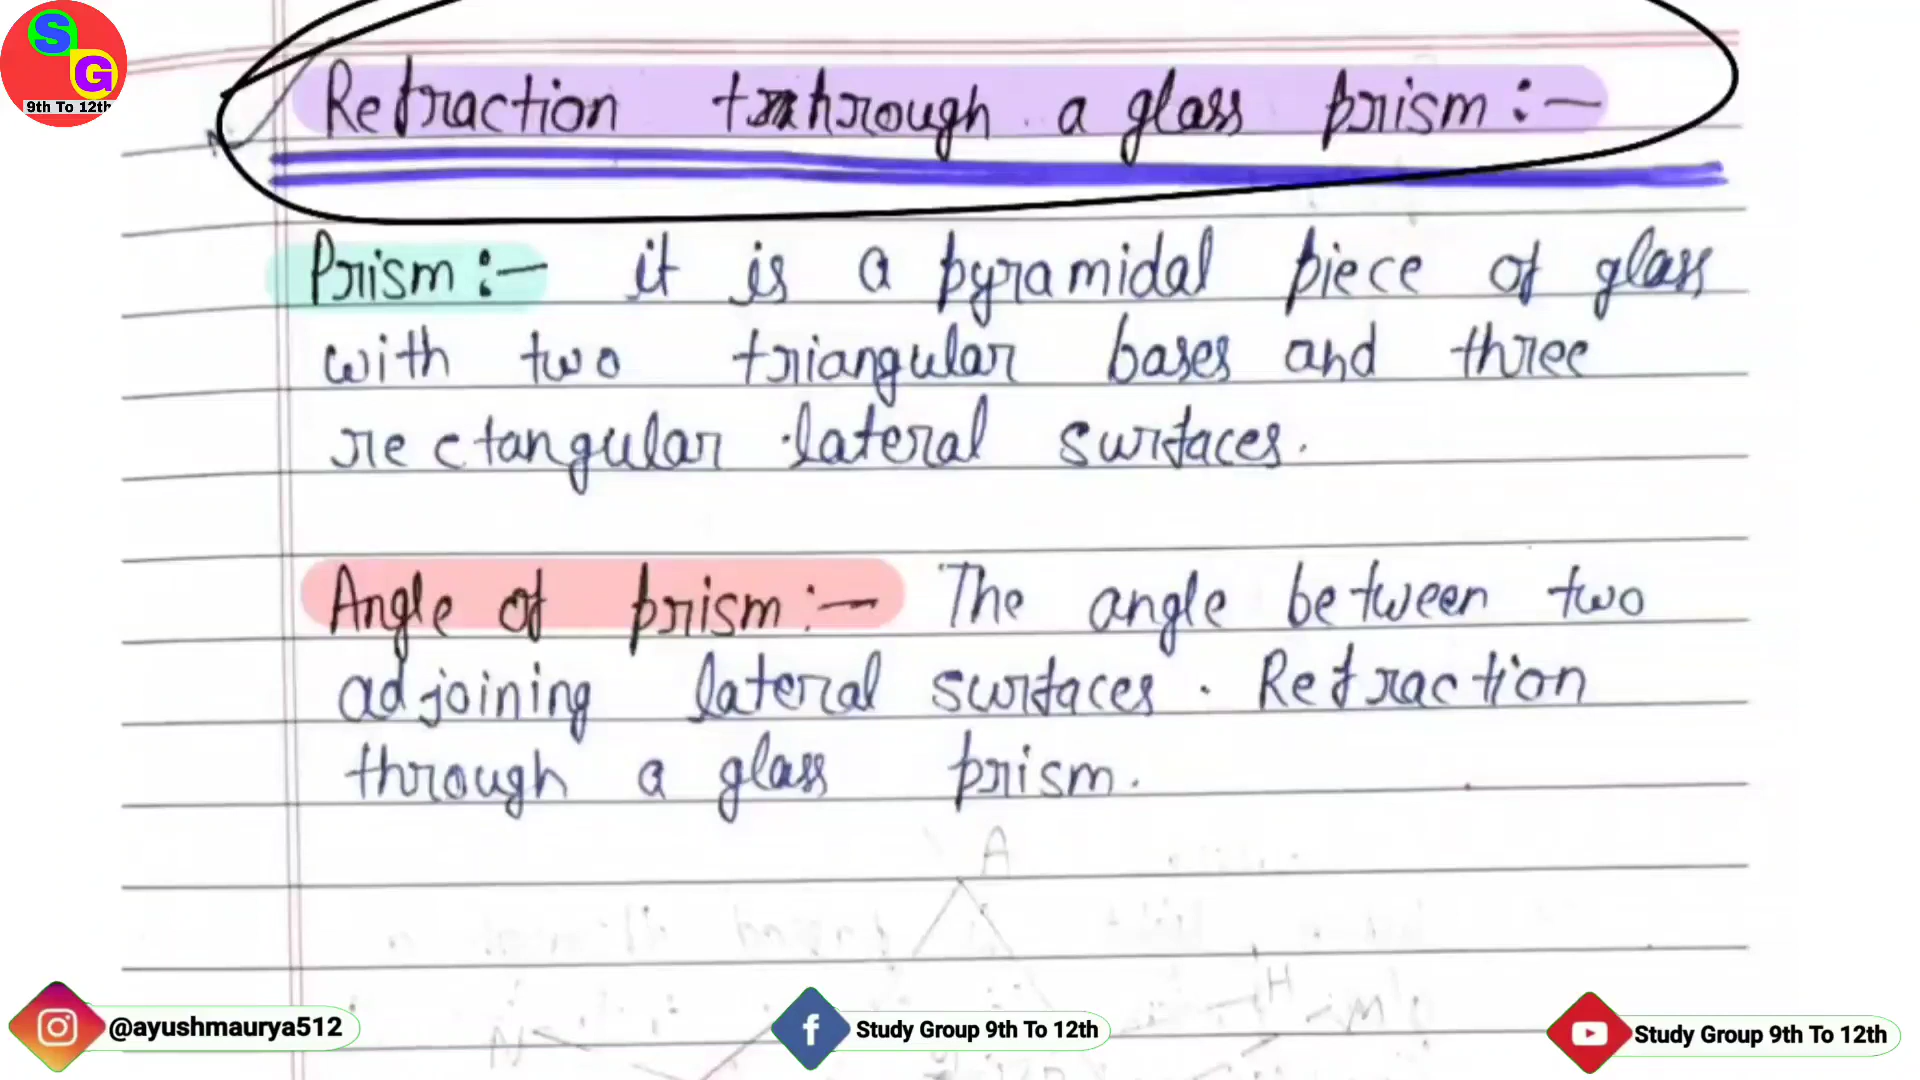 S
G
9th To 12th
Refraction through a glass prism :-
Prism :- it is a pyramidal piece of glass
with two triangular bases and three
rectangular lateral surfaces.
Angle of prism :- The angle between two
adjoining lateral surfaces. Refraction
through a glass prism.
A
H
M
N
@ayushmaurya512
Study Group 9th To 12th
Study Group 9th To 12th